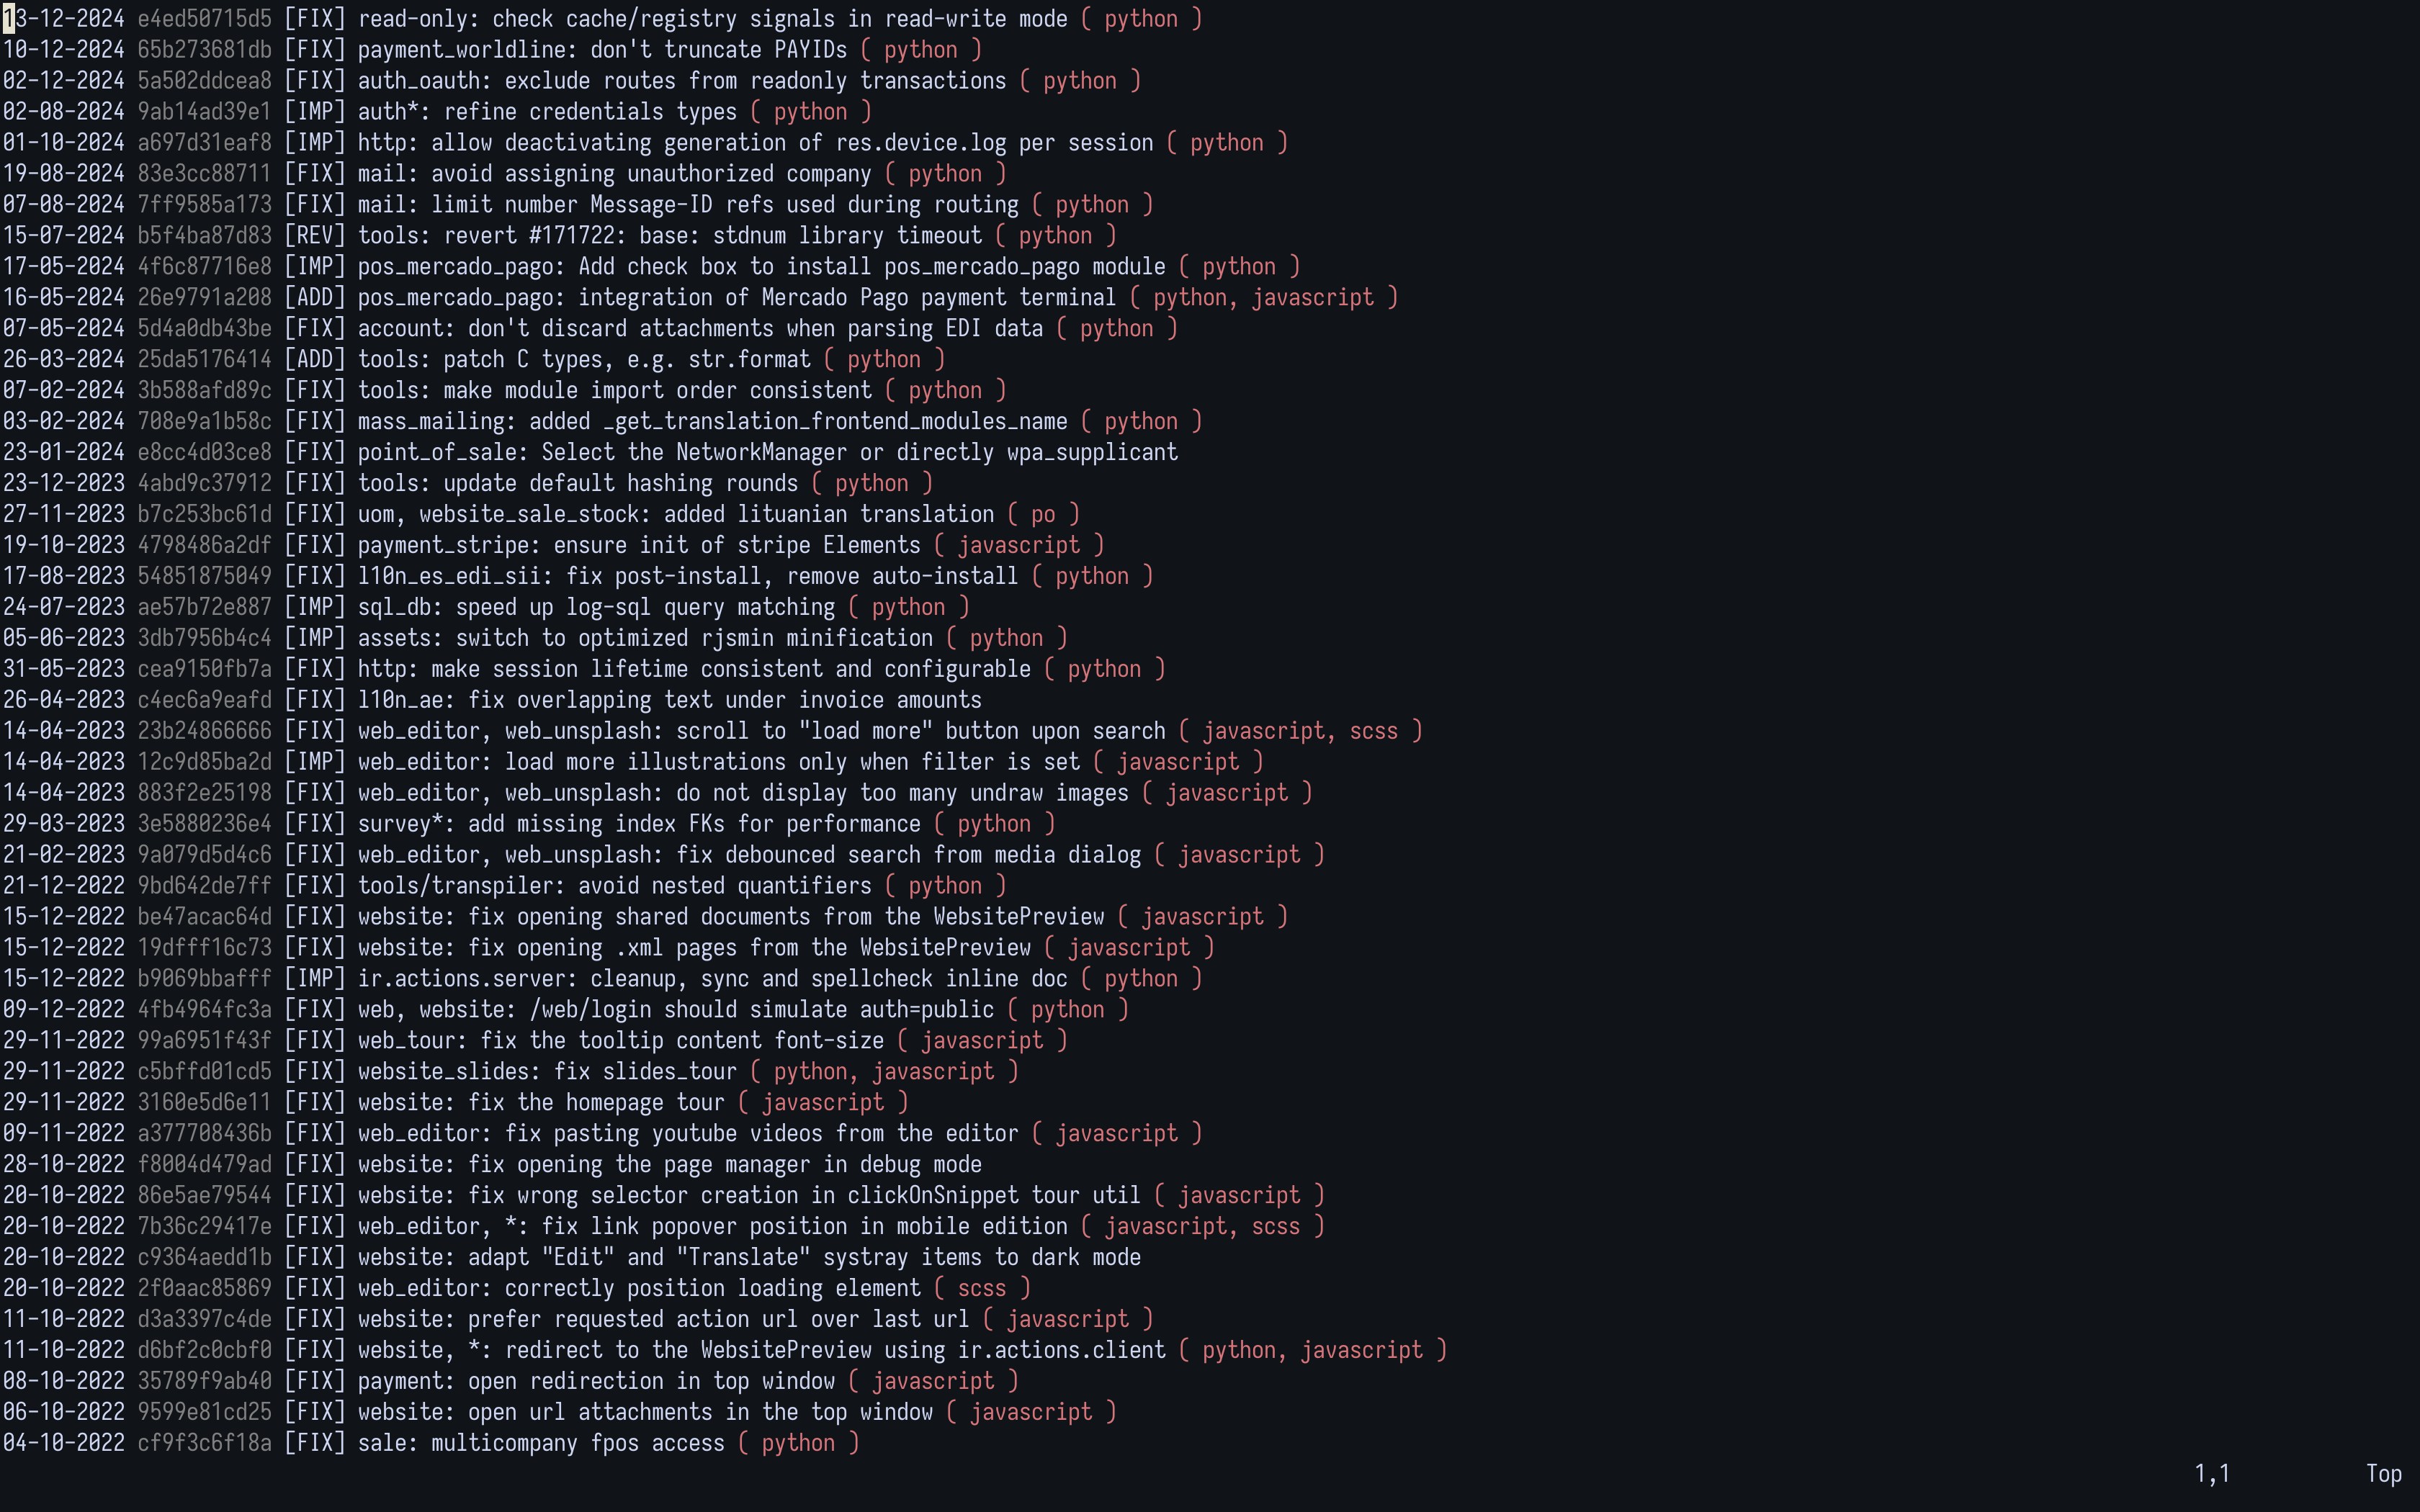 13-12-2024 e4ed50715d5 [FIX] read-only: check cache/registry signals in read-write mode ( python )
10-12-2024 65b273681db [FIX] payment_worldline: don't truncate PAYIDs ( python )
02-12-2024 5a502ddcea8 [FIX] auth_oauth: exclude routes from readonly transactions ( python )
02-08-2024 9ab14ad39e1 [IMP] auth*: refine credentials types ( python )
01-10-2024 a697d31eaf8 [IMP] http: allow deactivating generation of res.device.log per session ( python )
19-08-2024 83e3cc88711 [FIX] mail: avoid assigning unauthorized company ( python )
07-08-2024 7ff9585a173 [FIX] mail: limit number Message-ID refs used during routing ( python )
15-07-2024 b5f4ba87d83 [REV] tools: revert #171722: base: stdnum library timeout ( python )
17-05-2024 4f6c87716e8 [IMP] pos_mercado_pago: Add check box to install pos_mercado_pago module ( python )
16-05-2024 26e9791a208 [ADD] pos_mercado_pago: integration of Mercado Pago payment terminal ( python, javascript )
07-05-2024 5d4a0db43be [FIX] account: don't discard attachments when parsing EDI data ( python )
26-03-2024 25da5176414 [ADD] tools: patch C types, e.g. str.format ( python )
07-02-2024 3b588afd89c [FIX] tools: make module import order consistent ( python )
03-02-2024 708e9a1b58c [FIX] mass_mailing: added _get_translation_frontend_modules_name ( python )
23-01-2024 e8cc4d03ce8 [FIX] point_of_sale: Select the NetworkManager or directly wpa_supplicant
23-12-2023 4abd9c37912 [FIX] tools: update default hashing rounds ( python )
27-11-2023 b7c253bc61d [FIX] uom, website_sale_stock: added lituanian translation ( po )
19-10-2023 4798486a2df [FIX] payment_stripe: ensure init of stripe Elements ( javascript )
17-08-2023 54851875049 [FIX] l10n_es_edi_sii: fix post-install, remove auto-install ( python )
24-07-2023 ae57b72e887 [IMP] sql_db: speed up log-sql query matching ( python )
05-06-2023 3db7956b4c4 [IMP] assets: switch to optimized rjsmin minification ( python )
31-05-2023 cea9150fb7a [FIX] http: make session lifetime consistent and configurable ( python )
26-04-2023 c4ec6a9eafd [FIX] l10n_ae: fix overlapping text under invoice amounts
14-04-2023 23b24866666 [FIX] web_editor, web_unsplash: scroll to "load more" button upon search ( javascript, scss )
14-04-2023 12c9d85ba2d [IMP] web_editor: load more illustrations only when filter is set ( javascript )
14-04-2023 883f2e25198 [FIX] web_editor, web_unsplash: do not display too many undraw images ( javascript )
29-03-2023 3e5880236e4 [FIX] survey*: add missing index FKs for performance ( python )
21-02-2023 9a079d5d4c6 [FIX] web_editor, web_unsplash: fix debounced search from media dialog ( javascript )
21-12-2022 9bd642de7ff [FIX] tools/transpiler: avoid nested quantifiers ( python )
15-12-2022 be47acac64d [FIX] website: fix opening shared documents from the WebsitePreview ( javascript )
15-12-2022 19dfff16c73 [FIX] website: fix opening .xml pages from the WebsitePreview ( javascript )
15-12-2022 b9069bbafff [IMP] ir.actions.server: cleanup, sync and spellcheck inline doc ( python )
09-12-2022 4fb4964fc3a [FIX] web, website: /web/login should simulate auth=public ( python )
29-11-2022 99a6951f43f [FIX] web_tour: fix the tooltip content font-size ( javascript )
29-11-2022 c5bffd01cd5 [FIX] website_slides: fix slides_tour ( python, javascript )
29-11-2022 3160e5d6e11 [FIX] website: fix the homepage tour ( javascript )
09-11-2022 a377708436b [FIX] web_editor: fix pasting youtube videos from the editor ( javascript )
28-10-2022 f8004d479ad [FIX] website: fix opening the page manager in debug mode
20-10-2022 86e5ae79544 [FIX] website: fix wrong selector creation in clickOnSnippet tour util ( javascript )
20-10-2022 7b36c29417e [FIX] web_editor, *: fix link popover position in mobile edition ( javascript, scss )
20-10-2022 c9364aedd1b [FIX] website: adapt "Edit" and "Translate" systray items to dark mode
20-10-2022 2f0aac85869 [FIX] web_editor: correctly position loading element ( scss )
11-10-2022 d3a3397c4de [FIX] website: prefer requested action url over last url ( javascript )
11-10-2022 d6bf2c0cbf0 [FIX] website, *: redirect to the WebsitePreview using ir.actions.client ( python, javascript )
08-10-2022 35789f9ab40 [FIX] payment: open redirection in top window ( javascript )
06-10-2022 9599e81cd25 [FIX] website: open url attachments in the top window ( javascript )
04-10-2022 cf9f3c6f18a [FIX] sale: multicompany fpos access ( python )
1,1 Top